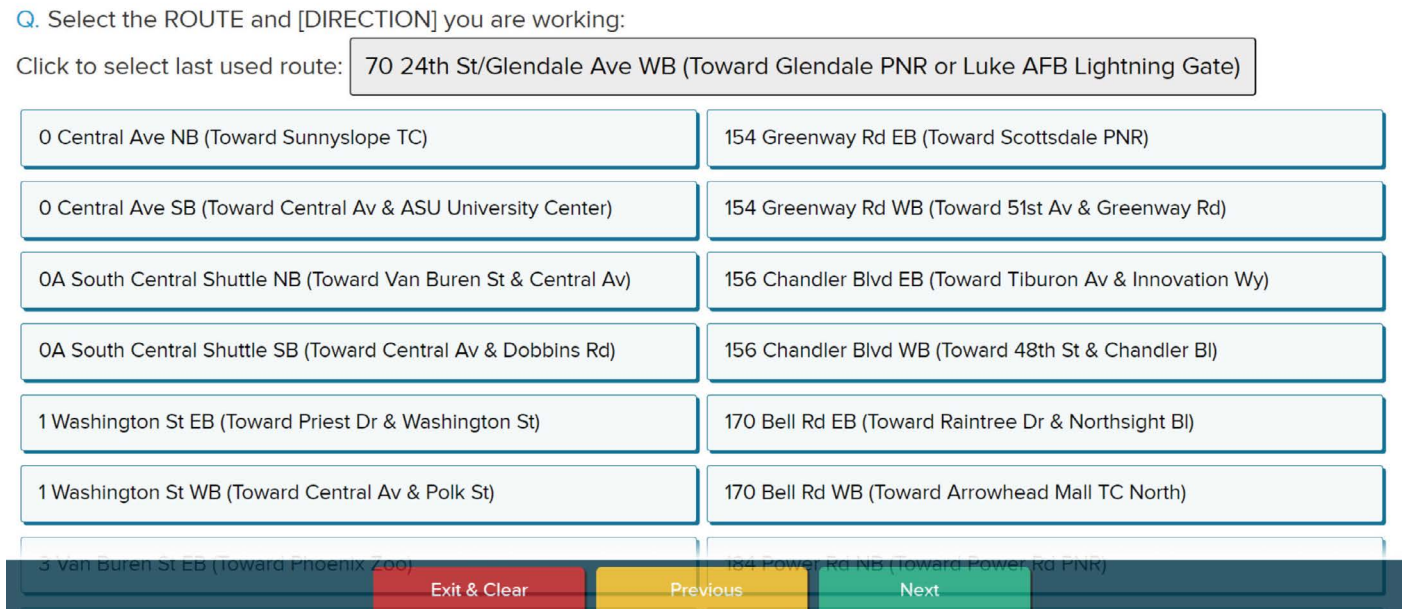 Q. Select the ROUTE and [DIRECTION] you are working:
Click to select last used route: 70 24th St/Glendale Ave WB (Toward Glendale PNR or Luke AFB Lightning Gate)
0 Central Ave NB (Toward Sunnyslope TC)
154 Greenway Rd EB (Toward Scottsdale PNR)
0 Central Ave SB (Toward Central Av & ASU University Center)
154 Greenway Rd WB (Toward 51st Av & Greenway Rd)
0A South Central Shuttle NB (Toward Van Buren St & Central Av)
156 Chandler Blvd EB (Toward Tiburon Av & Innovation Wy)
0A South Central Shuttle SB (Toward Central Av & Dobbins Rd)
156 Chandler Blvd WB (Toward 48th St & Chandler Bl)
1 Washington St EB (Toward Priest Dr & Washington St)
170 Bell Rd EB (Toward Raintree Dr & Northsight Bl)
1 Washington St WB (Toward Central Av & Polk St)
170 Bell Rd WB (Toward Arrowhead Mall TC North)
3 Van Buren St EB (Toward Phoenix Zoo)
184 Power Rd NB (Toward Power Rd PNR)
Exit & Clear
Previous
Next